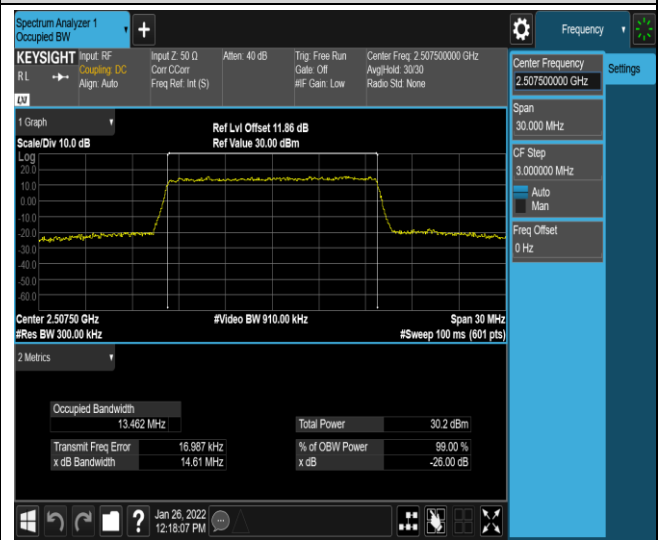 Spectrum Analyzer 1
Occupied BW
Frequency
KEYSIGHT
RL
LNI
Input: RF
Coupling: DC
Align: Auto
Input Z: 50 Ω
Corr CCorr
Freq Ref: Int (S)
Atten: 40 dB
Trig: Free Run
Gate: Off
#IF Gain: Low
Center Freq: 2.507500000 GHz
Avg|Hold: 30/30
Radio Std: None
Center Frequency
2.507500000 GHz
Settings
Span
30.000 MHz
CF Step
3.000000 MHz
Auto
Man
Freq Offset
0 Hz
1 Graph
Scale/Div 10.0 dB
Ref Lvl Offset 11.86 dB
Ref Value 30.00 dBm
Log
20.0
10.0
0.00
-10.0
-20.0
-30.0
-40.0
-50.0
-60.0
Center 2.50750 GHz
#Video BW 910.00 kHz
Span 30 MHz
#Res BW 300.00 kHz
#Sweep 100 ms (601 pts)
2 Metrics
Occupied Bandwidth
13.462 MHz
Total Power 30.2 dBm
Transmit Freq Error 16.987 kHz
% of OBW Power 99.00 %
x dB Bandwidth 14.61 MHz
x dB -26.00 dB
Jan 26, 2022
12:18:07 PM